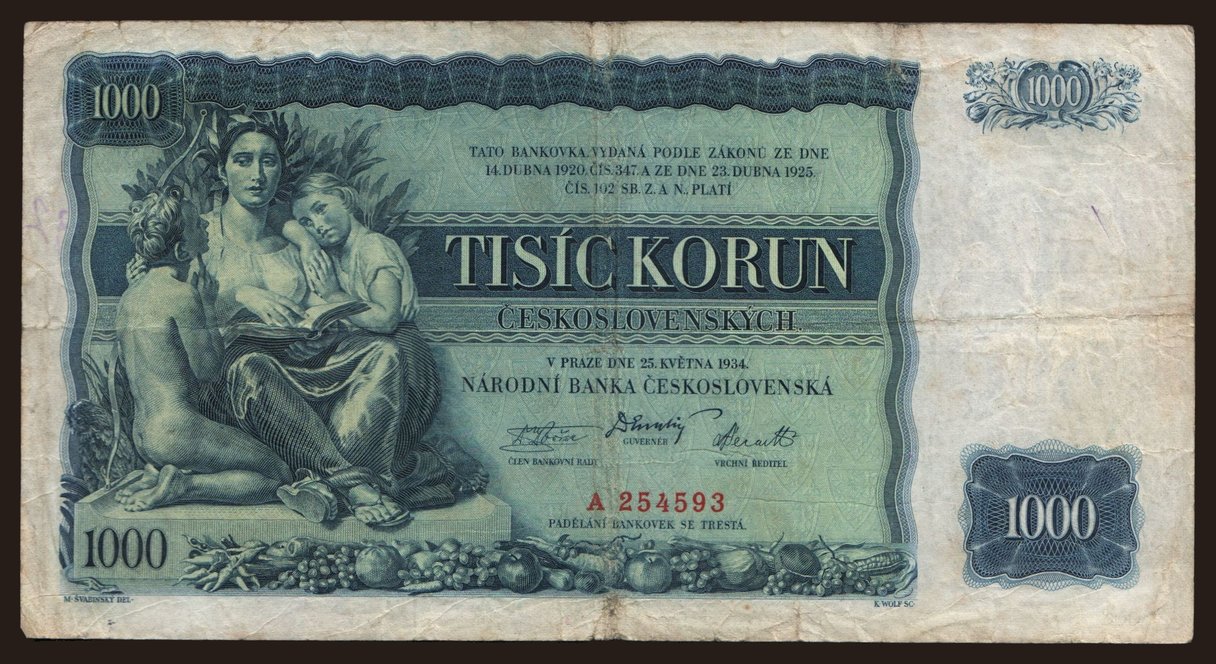 1000
1000
TATO BANKOVKA, VYDANÁ PODLE ZÁKONŮ ZE DNE
14. DUBNA 1920, ČÍS. 347. A ZE DNE 23. DUBNA 1925.
ČÍS. 102 SB. Z. A N., PLATÍ
TISÍC KORUN
ČESKOSLOVENSKÝCH.
V PRAZE DNE 25. KVĚTNA 1934.
NÁRODNÍ BANKA ČESKOSLOVENSKÁ
ČLEN BANKOVNÍ RADY
GUVERNÉR
VRCHNÍ ŘEDITEL
A 254593
PADĚLÁNÍ BANKOVEK SE TRESTÁ.
1000
1000
M. ŠVABINSKÝ DEL.
K. WOLF SC.